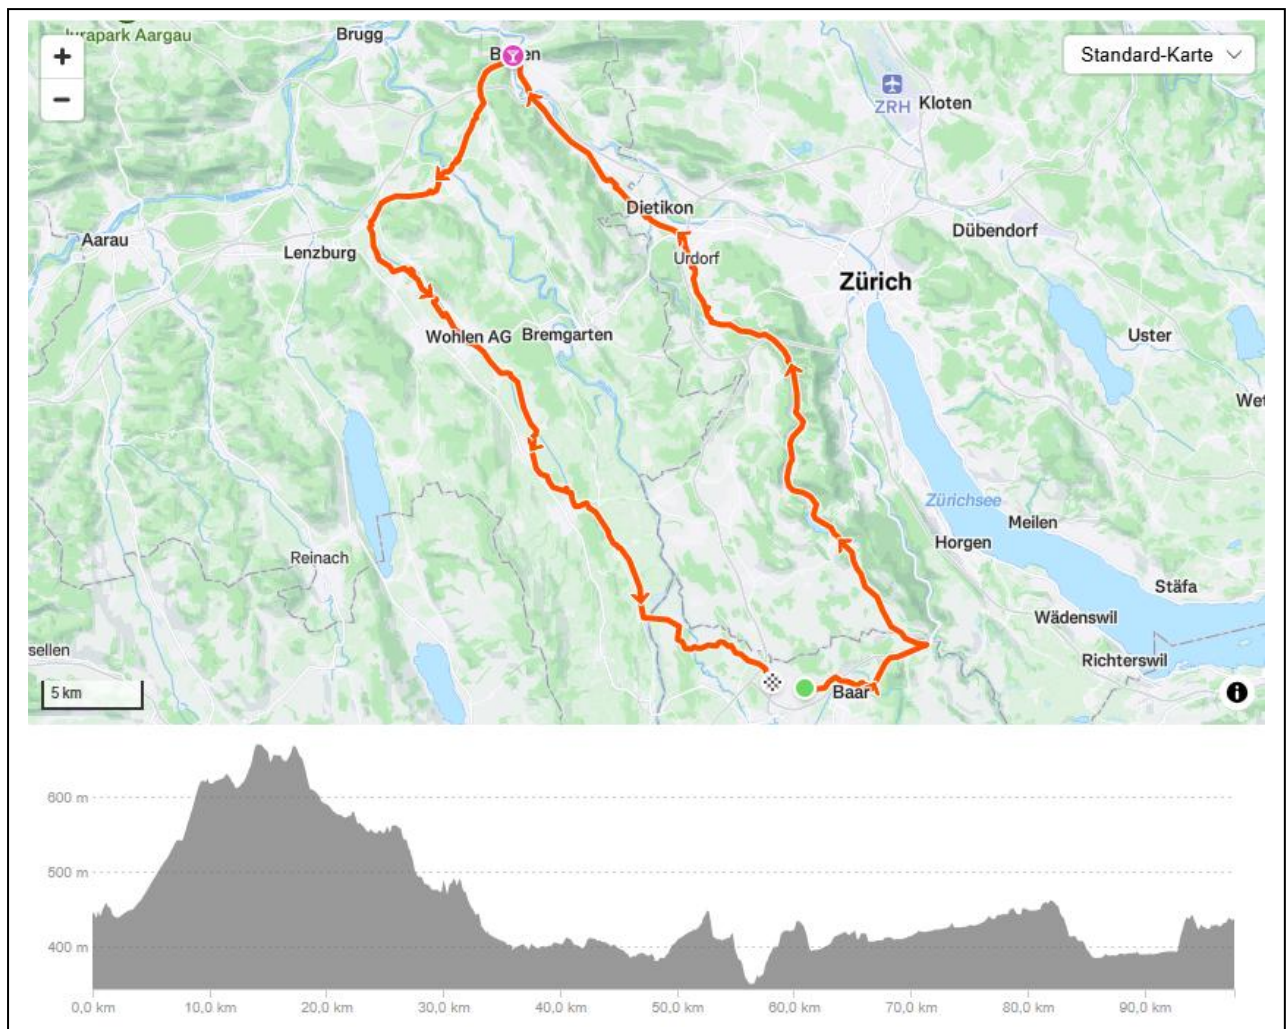 Jurapark Aargau
Brugg
+
−
Standard-Karte
ZRH
Kloten
Dietikon
Aarau
Lenzburg
Urdorf
Dübendorf
Zürich
Wohlen AG
Bremgarten
Uster
Zürichsee
Meilen
Horgen
Reinach
Stäfa
Wädenswil
sellen
Richterswil
5 km
Baar
i
600 m
500 m
400 m
0,0 km 10,0 km 20,0 km 30,0 km 40,0 km 50,0 km 60,0 km 70,0 km 80,0 km 90,0 km